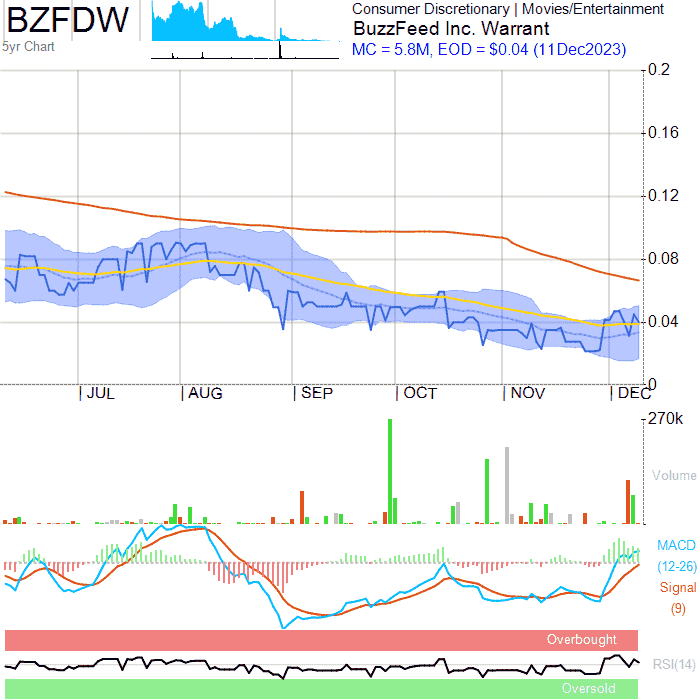 BZFDW
5yr Chart
Consumer Discretionary | Movies/Entertainment
BuzzFeed Inc. Warrant
MC = 5.8M, EOD = $0.04 (11Dec2023)
0.2
0.16
0.12
0.08
0.04
0
JUL AUG SEP OCT NOV DEC
270k
Volume
MACD
(12-26)
Signal
(9)
Overbought
RSI(14)
Oversold